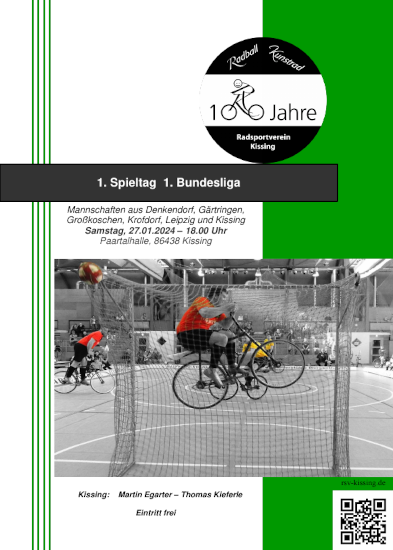 Radball Kunstrad
100 Jahre
Radsportverein
Kissing
1. Spieltag 1. Bundesliga
Mannschaften aus Denkendorf, Gärtringen,
Großkoschen, Krofdorf, Leipzig und Kissing
Samstag, 27.01.2024 – 18.00 Uhr
Paartalhalle, 86438 Kissing
rsv-kissing.de
Kissing: Martin Egarter – Thomas Kieferle
Eintritt frei